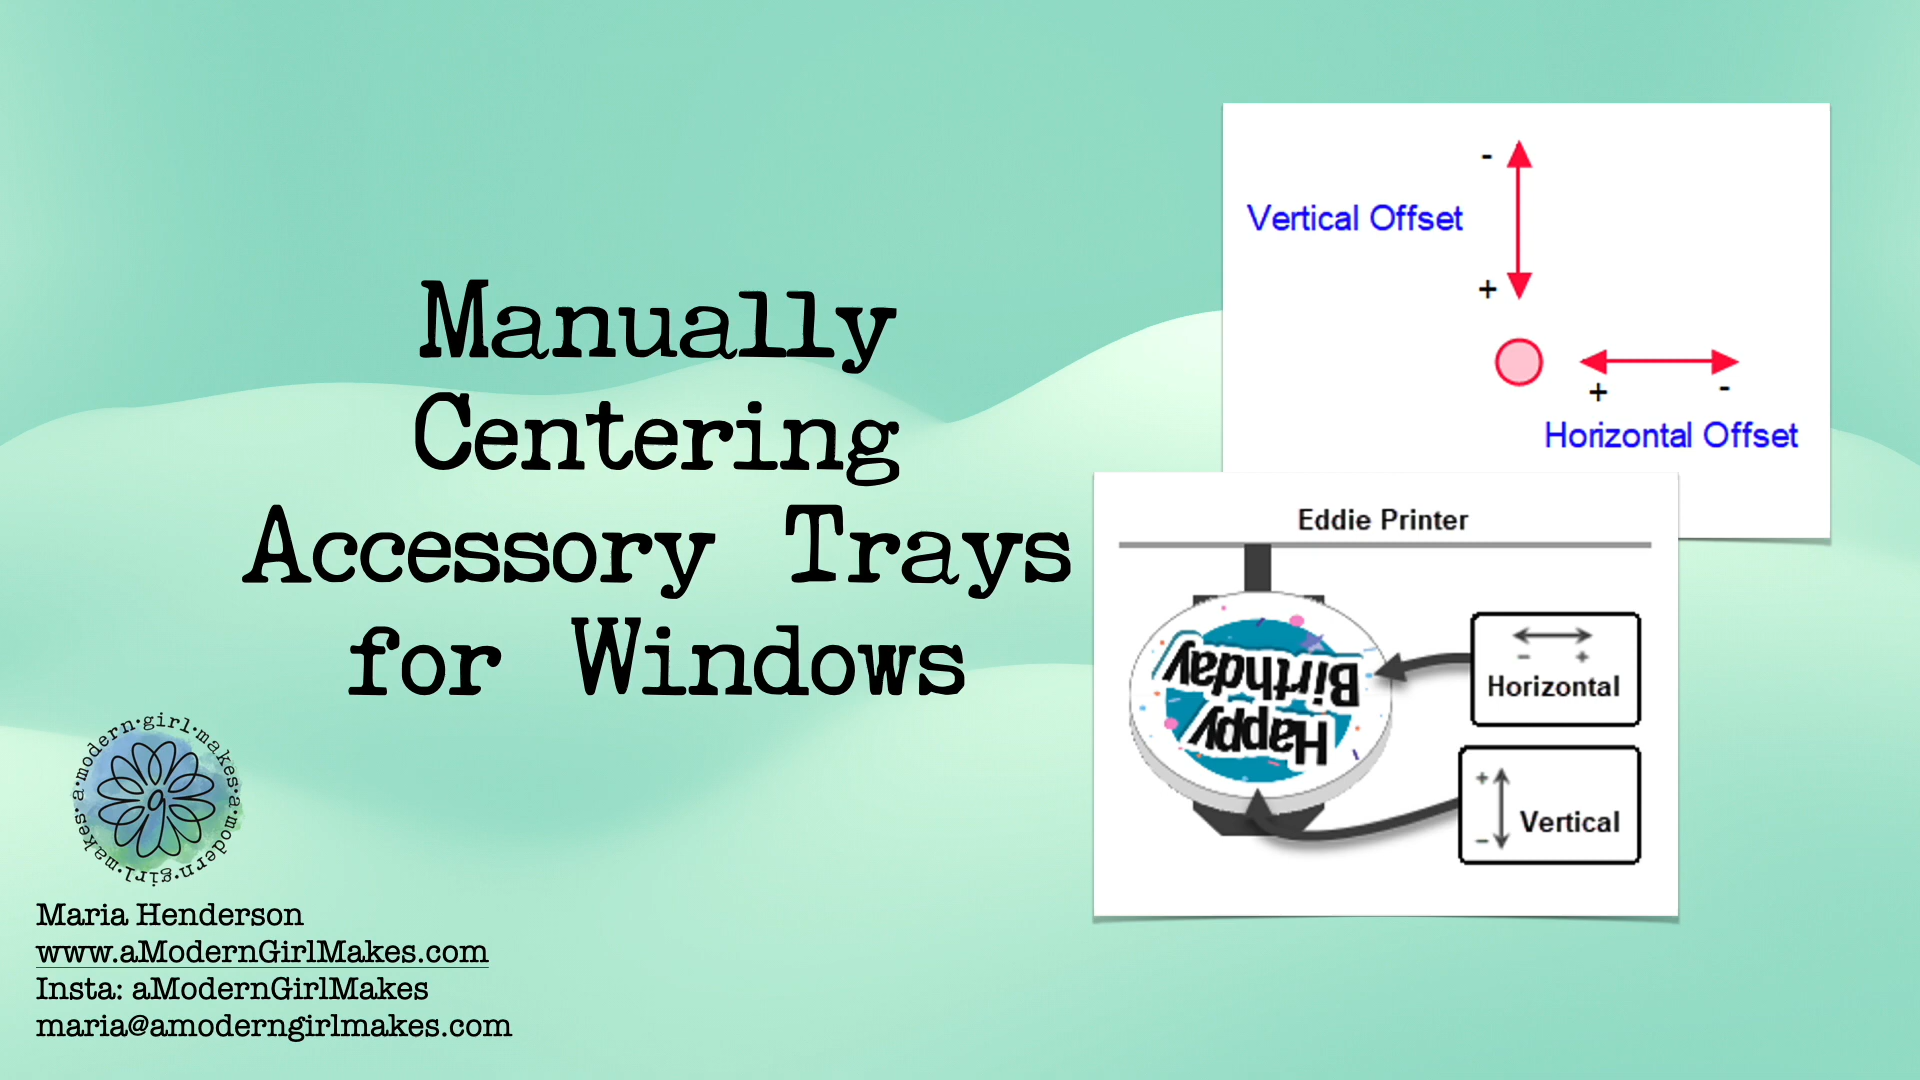 Manually
Centering
Accessory Trays
for Windows
-
Vertical Offset
+
+ -
Horizontal Offset
Eddie Printer
Happy
Birthday
- +
Horizontal
+
Vertical
-
a·modern·girl·makes·a·modern·girl·makes·
Maria Henderson
www.aModernGirlMakes.com
Insta: aModernGirlMakes
maria@amoderngirlmakes.com